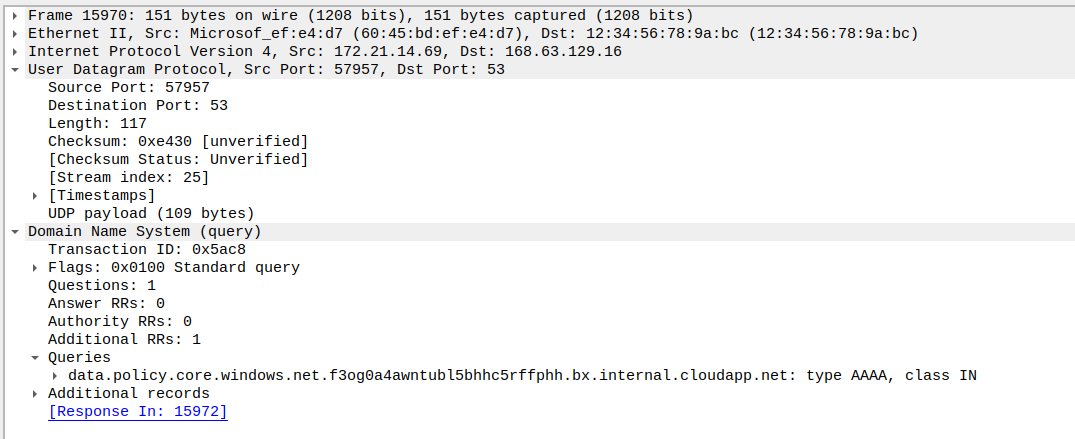 Frame 15970: 151 bytes on wire (1208 bits), 151 bytes captured (1208 bits)
Ethernet II, Src: Microsof_ef:e4:d7 (60:45:bd:ef:e4:d7), Dst: 12:34:56:78:9a:bc (12:34:56:78:9a:bc)
Internet Protocol Version 4, Src: 172.21.14.69, Dst: 168.63.129.16
User Datagram Protocol, Src Port: 57957, Dst Port: 53
Source Port: 57957
Destination Port: 53
Length: 117
Checksum: 0xe430 [unverified]
[Checksum Status: Unverified]
[Stream index: 25]
[Timestamps]
UDP payload (109 bytes)
Domain Name System (query)
Transaction ID: 0x5ac8
Flags: 0x0100 Standard query
Questions: 1
Answer RRs: 0
Authority RRs: 0
Additional RRs: 1
Queries
data.policy.core.windows.net.f3og0a4awntubl5bhhc5rffphh.bx.internal.cloudapp.net: type AAAA, class IN
Additional records
[Response In: 15972]